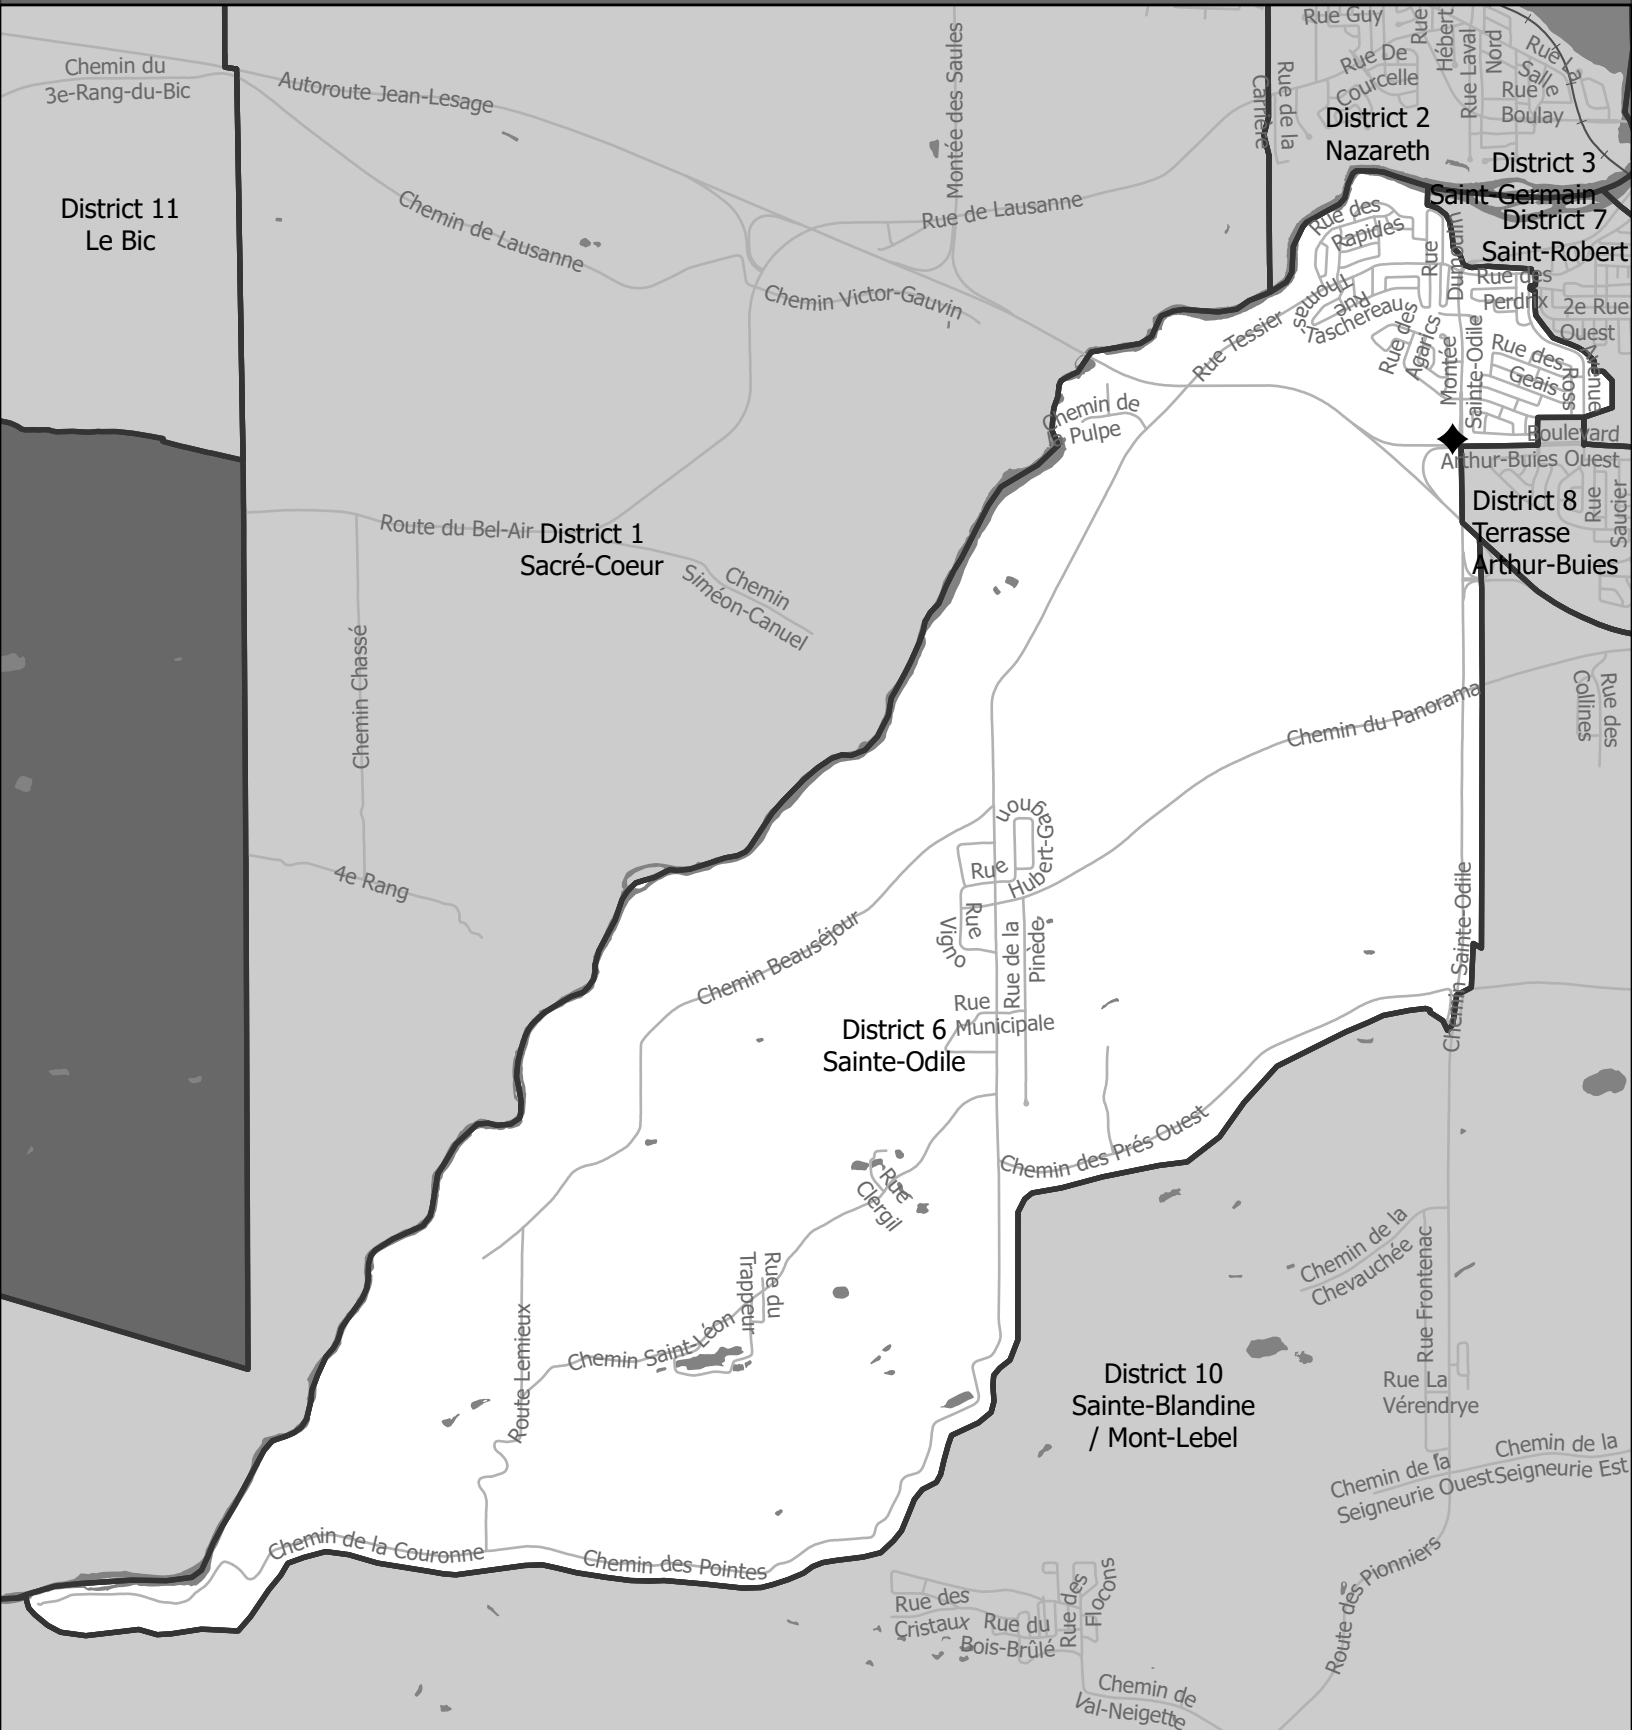 Rue Guy
Rue
Hébert
Rue Laval
Nord
Rue La
Salle
Rue De
Courcelle
Rue
Boulay
Chemin du
3e-Rang-du-Bic
Autoroute Jean-Lesage
Montée des Saules
Rue de la
Carrière
District 2
Nazareth
District 3
Saint-Germain
District 7
Saint-Robert
District 11
Le Bic
Chemin de Lausanne
Rue de Lausanne
Rue des
Rapides
Rue
Dumoulin
Rue des
Perdrix
2e Rue
Ouest
Chemin Victor-Gauvin
Rue Tessier
Rue
Thomas-
Taschereau
Rue des
Agarics
Montée
Sainte-Odile
Rue des
Geais
Ross
Chemin de
la Pulpe
Boulevard
Arthur-Buies Ouest
Route du Bel-Air
District 1
Sacré-Coeur
Chemin
Siméon-Canuel
District 8
Terrasse
Arthur-Buies
Rue
Saucier
Chemin Chassé
Rue des
Collines
Chemin du Panorama
4e Rang
Rue
Hubert-Gagnon
Rue
Vigno
Rue de la
Pinède
Chemin Beauséjour
Chemin Sainte-Odile
Rue
Municipale
District 6
Sainte-Odile
Chemin des Prés Ouest
Rue
Clergil
Rue du
Trappeur
Chemin de la
Chevauchée
Rue Frontenac
Route Lemieux
Chemin Saint-Léon
District 10
Sainte-Blandine
/ Mont-Lebel
Rue La
Vérendrye
Chemin de la
Seigneurie Ouest
Chemin de la
Seigneurie Est
Chemin de la Couronne
Chemin des Pointes
Rue des
Cristaux
Rue du
Bois-Brûlé
Rue des
Flocons
Route des Pionniers
Chemin de
Val-Neigette